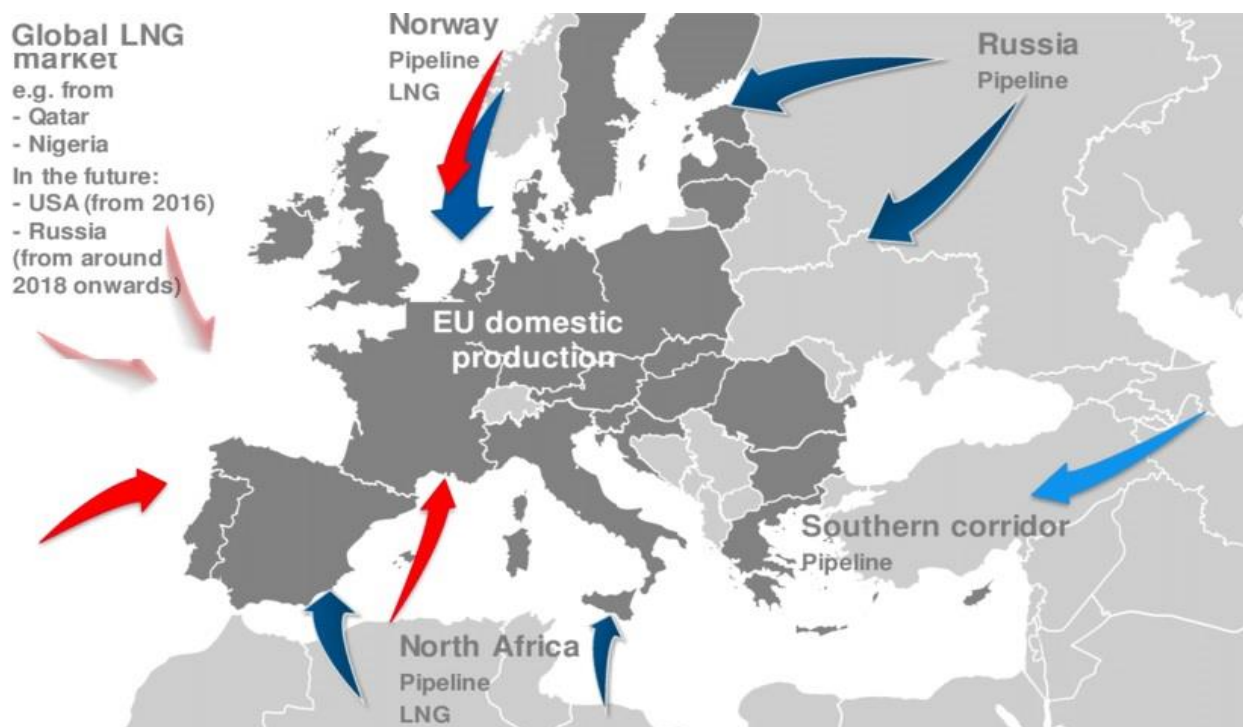 Global LNG
market
e.g. from
- Qatar
- Nigeria
In the future:
- USA (from 2016)
- Russia
(from around
2018 onwards)
Norway
Pipeline
LNG
Russia
Pipeline
EU domestic
production
Southern corridor
Pipeline
North Africa
Pipeline
LNG